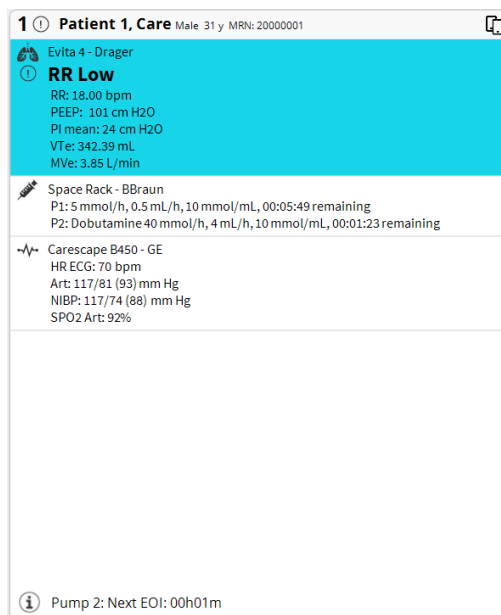 1 Patient 1, Care Male 31 y MRN: 20000001
Evita 4 - Drager
RR Low
RR: 18.00 bpm
PEEP: 101 cm H2O
PI mean: 24 cm H2O
VTe: 342.39 mL
MVe: 3.85 L/min
Space Rack - BBraun
P1: 5 mmol/h, 0.5 mL/h, 10 mmol/mL, 00:05:49 remaining
P2: Dobutamine 40 mmol/h, 4 mL/h, 10 mmol/mL, 00:01:23 remaining
Carescape B450 - GE
HR ECG: 70 bpm
Art: 117/81 (93) mm Hg
NIBP: 117/74 (88) mm Hg
SPO2 Art: 92%
Pump 2: Next EOI: 00h01m